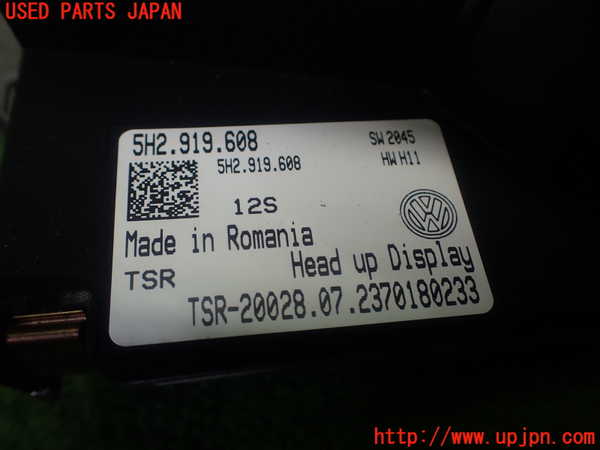 USED PARTS JAPAN
5H2.919.608
SW 2045
5H2.919.608
HW H11
12S
Made in Romania
TSR
Head up Display
TSR-20028.07.2370180233
http://www.upjpn.com/